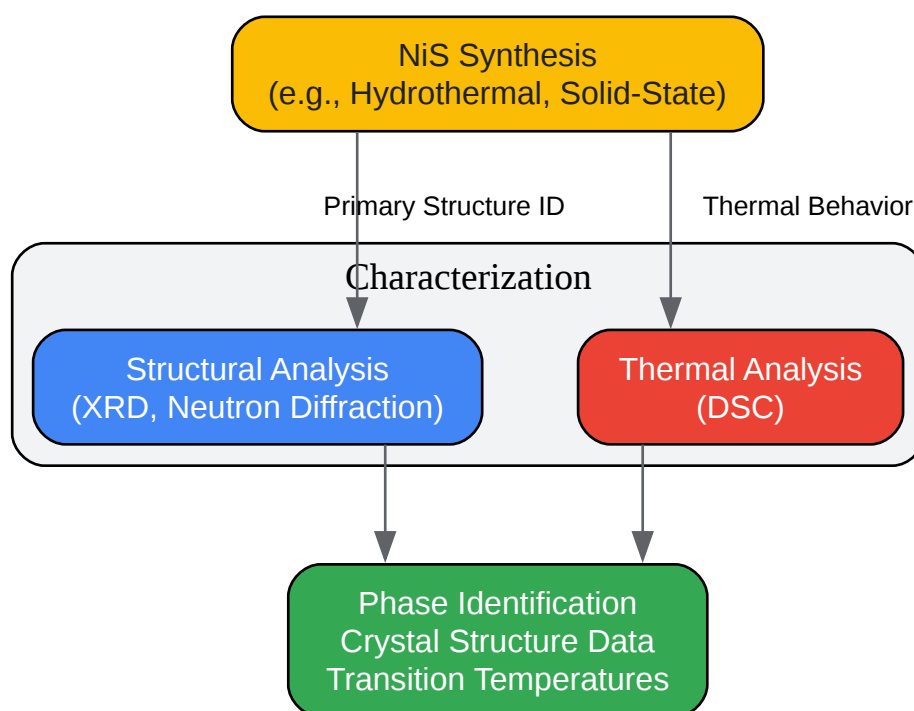 NiS Synthesis
(e.g., Hydrothermal, Solid-State)
Primary Structure ID
Thermal Behavior
Characterization
Structural Analysis
(XRD, Neutron Diffraction)
Thermal Analysis
(DSC)
Phase Identification
Crystal Structure Data
Transition Temperatures